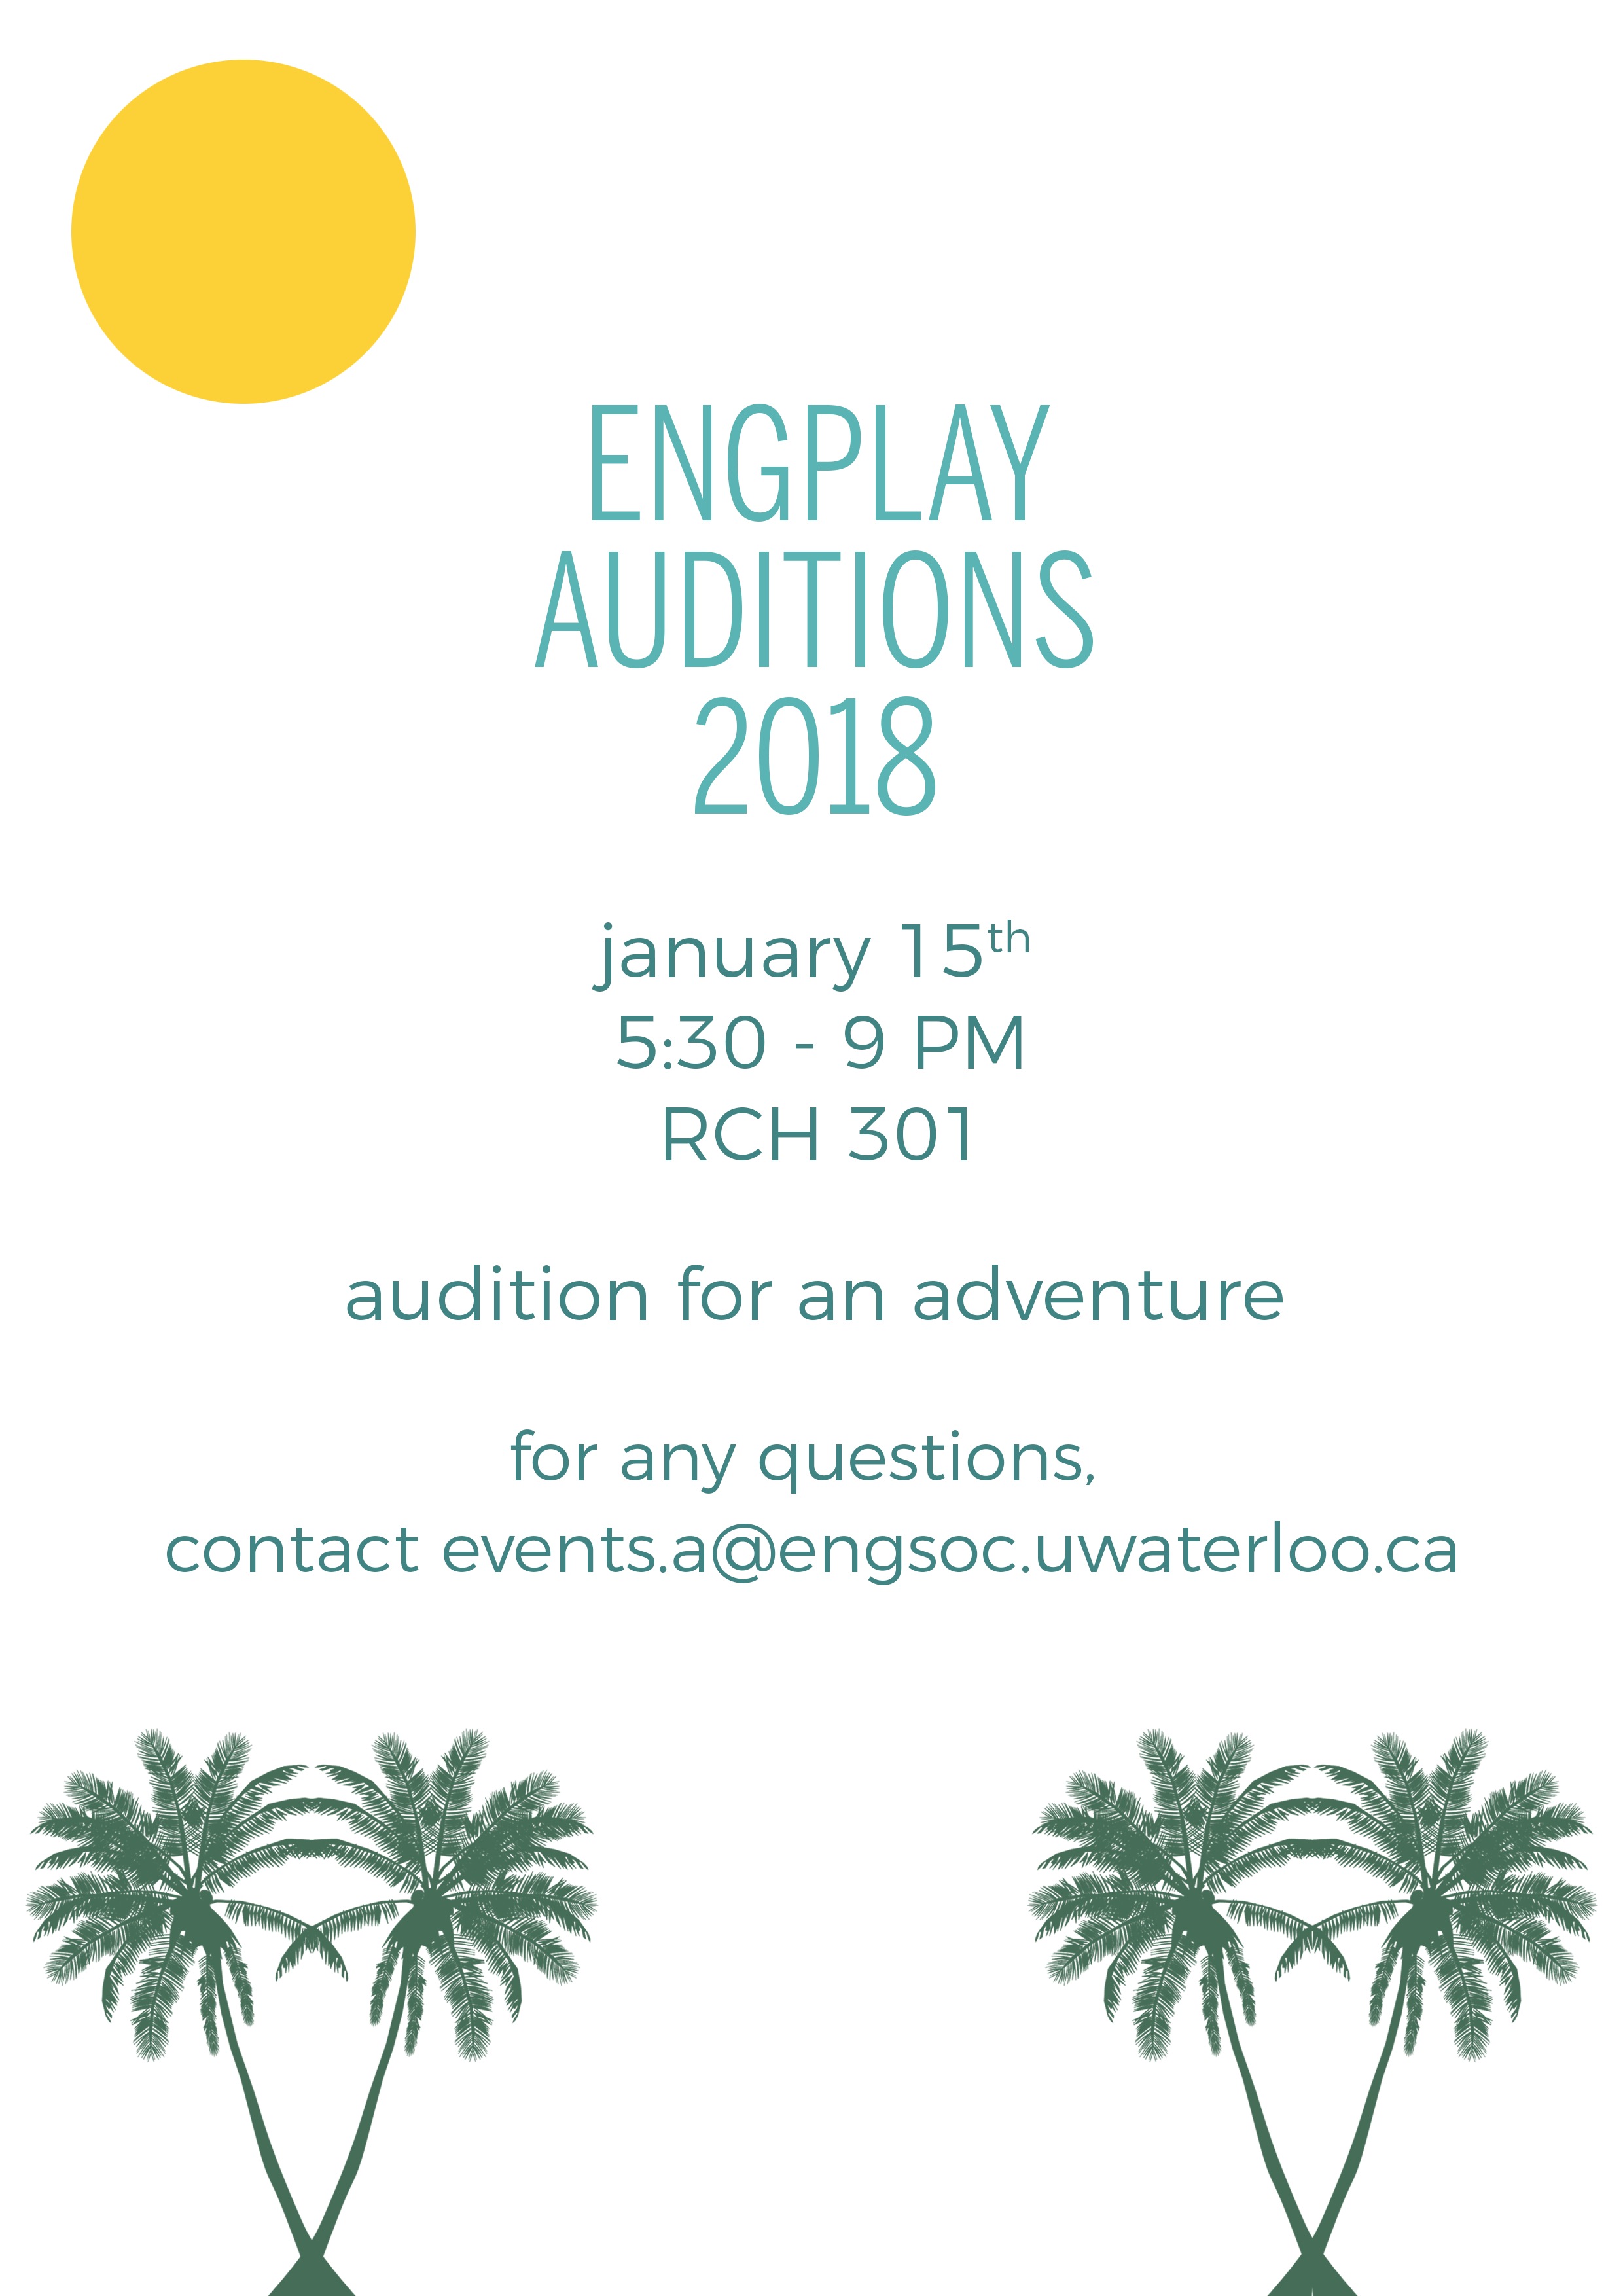 ENGPLAY
AUDITIONS
2018
january 15th
5:30 - 9 PM
RCH 301
audition for an adventure
for any questions,
contact events.a@engsoc.uwaterloo.ca